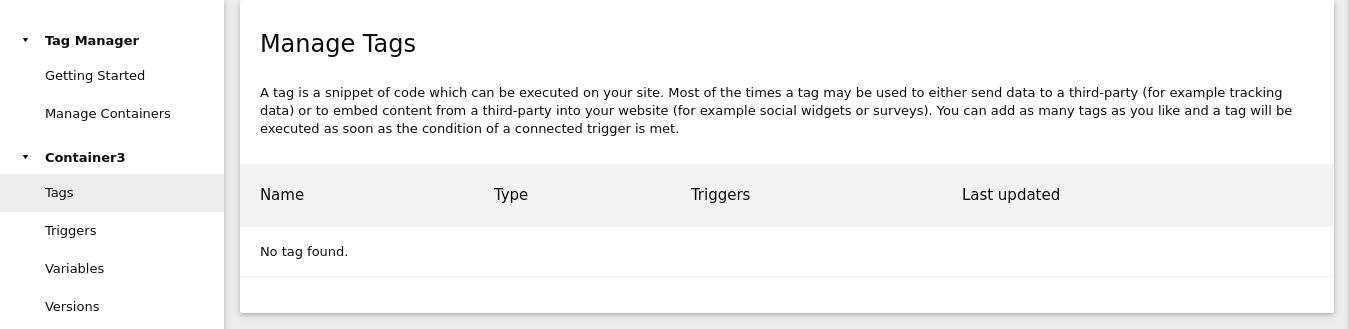 Tag Manager
Getting Started
Manage Containers
Container3
Tags
Triggers
Variables
Versions
Manage Tags
A tag is a snippet of code which can be executed on your site. Most of the times a tag may be used to either send data to a third-party (for example tracking
data) or to embed content from a third-party into your website (for example social widgets or surveys). You can add as many tags as you like and a tag will be
executed as soon as the condition of a connected trigger is met.
Name Type Triggers Last updated
No tag found.